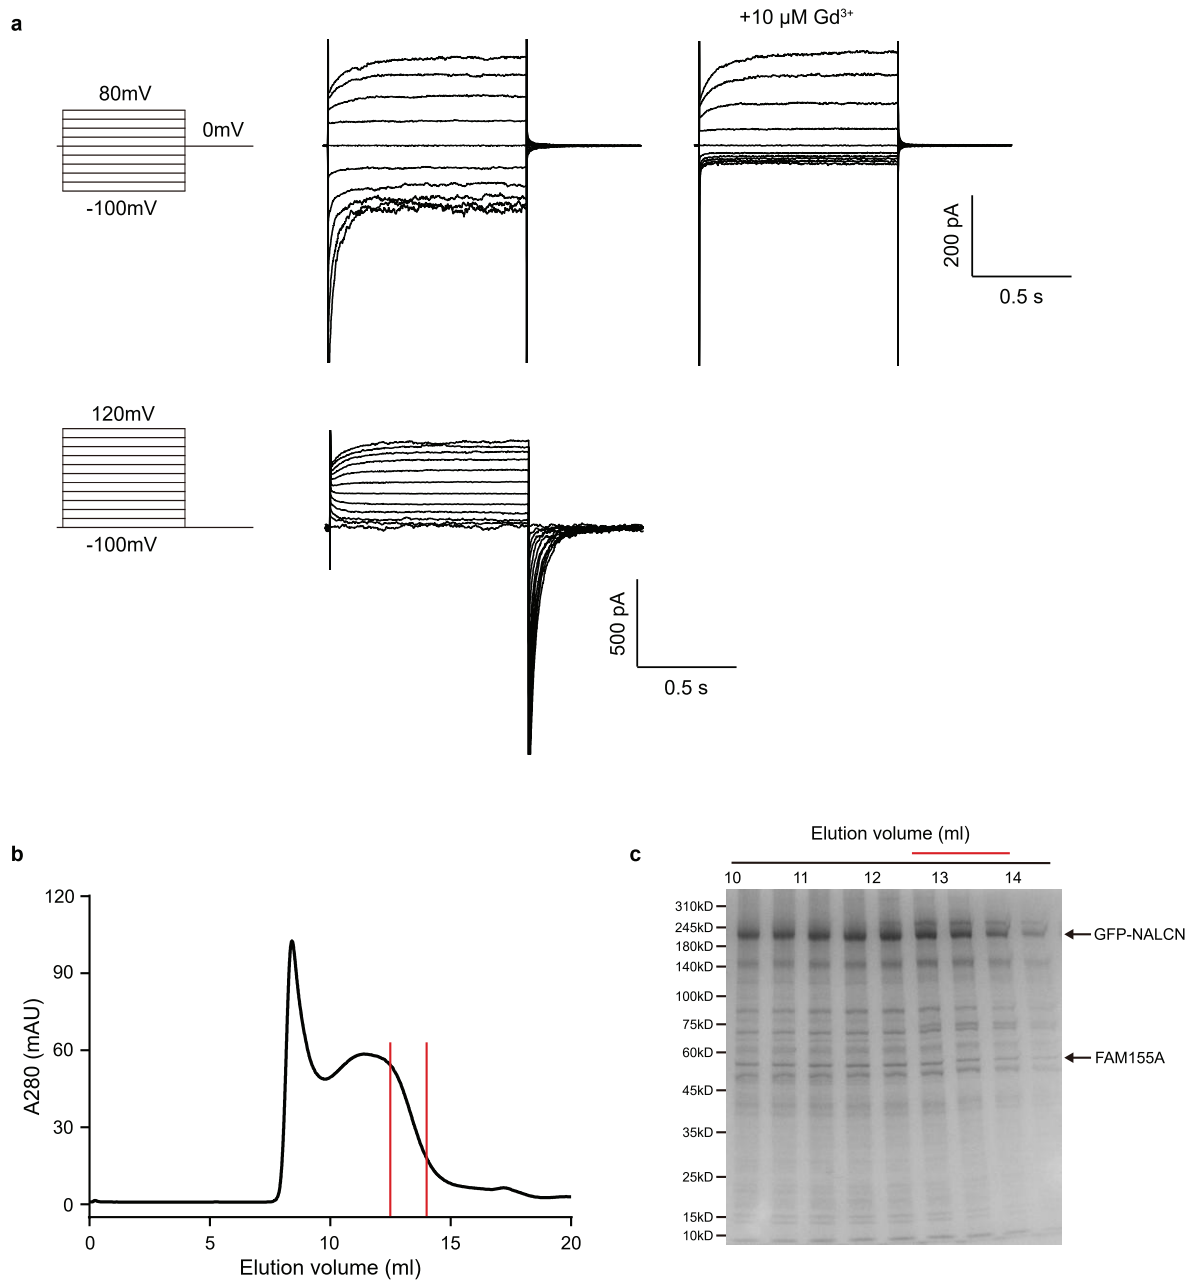 a
+10 µM Gd³⁺
80mV
0mV
-100mV
200 pA
0.5 s
120mV
-100mV
500 pA
0.5 s
b
120
90
60
30
0
A280 (mAU)
0 5 10 15 20
Elution volume (ml)
c
Elution volume (ml)
10 11 12 13 14
310kD
245kD
180kD
140kD
100kD
75kD
60kD
45kD
35kD
25kD
15kD
10kD
GFP-NALCN
FAM155A